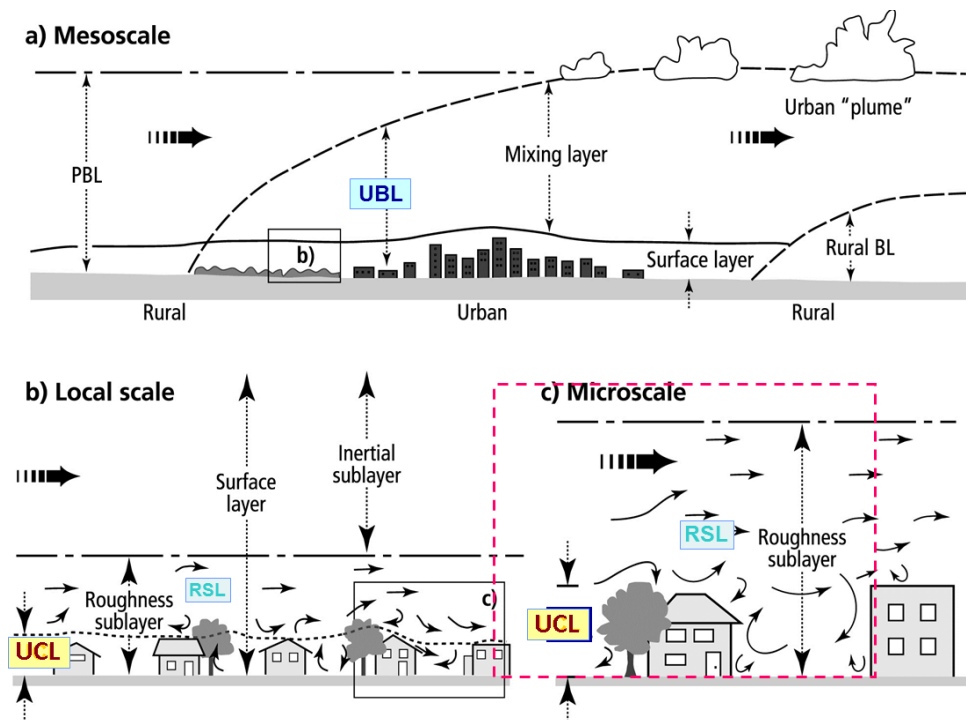 a) Mesoscale
Urban "plume"
PBL
Mixing layer
UBL
b)
Surface layer
Rural BL
Rural
Urban
Rural
b) Local scale
Surface
layer
Inertial
sublayer
Roughness
sublayer
RSL
UCL
c)
c) Microscale
RSL
Roughness
sublayer
UCL